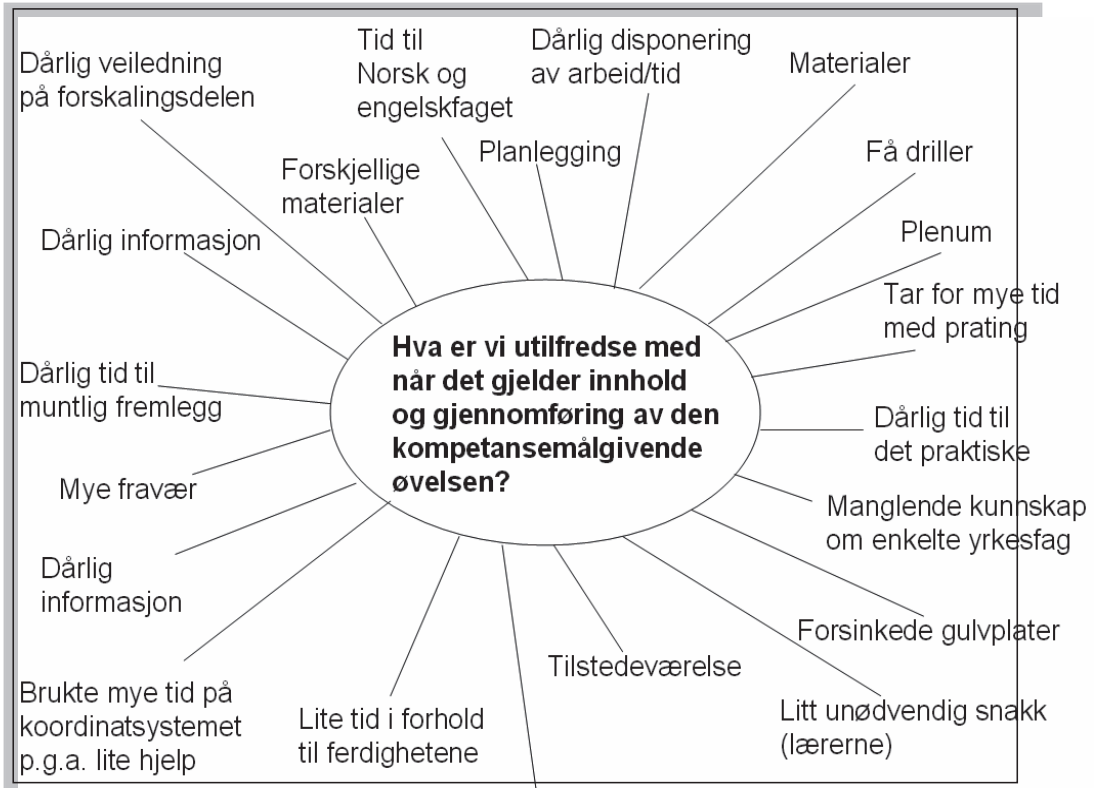 Dårlig veiledning
på forskalingsdelen
Tid til
Norsk og
engelskfaget
Dårlig disponering
av arbeid/tid
Materialer
Planlegging
Få driller
Forskjellige
materialer
Dårlig informasjon
Plenum
Tar for mye tid
med prating
Hva er vi utilfredse med
når det gjelder innhold
og gjennomføring av den
kompetansemålgivende
øvelsen?
Dårlig tid til
muntlig fremlegg
Dårlig tid til
det praktiske
Mye fravær
Manglende kunnskap
om enkelte yrkesfag
Dårlig
informasjon
Forsinkede gulvplater
Tilstedeværelse
Brukte mye tid på
koordinatsystemet
p.g.a. lite hjelp
Lite tid i forhold
til ferdighetene
Litt unødvendig snakk
(lærerne)